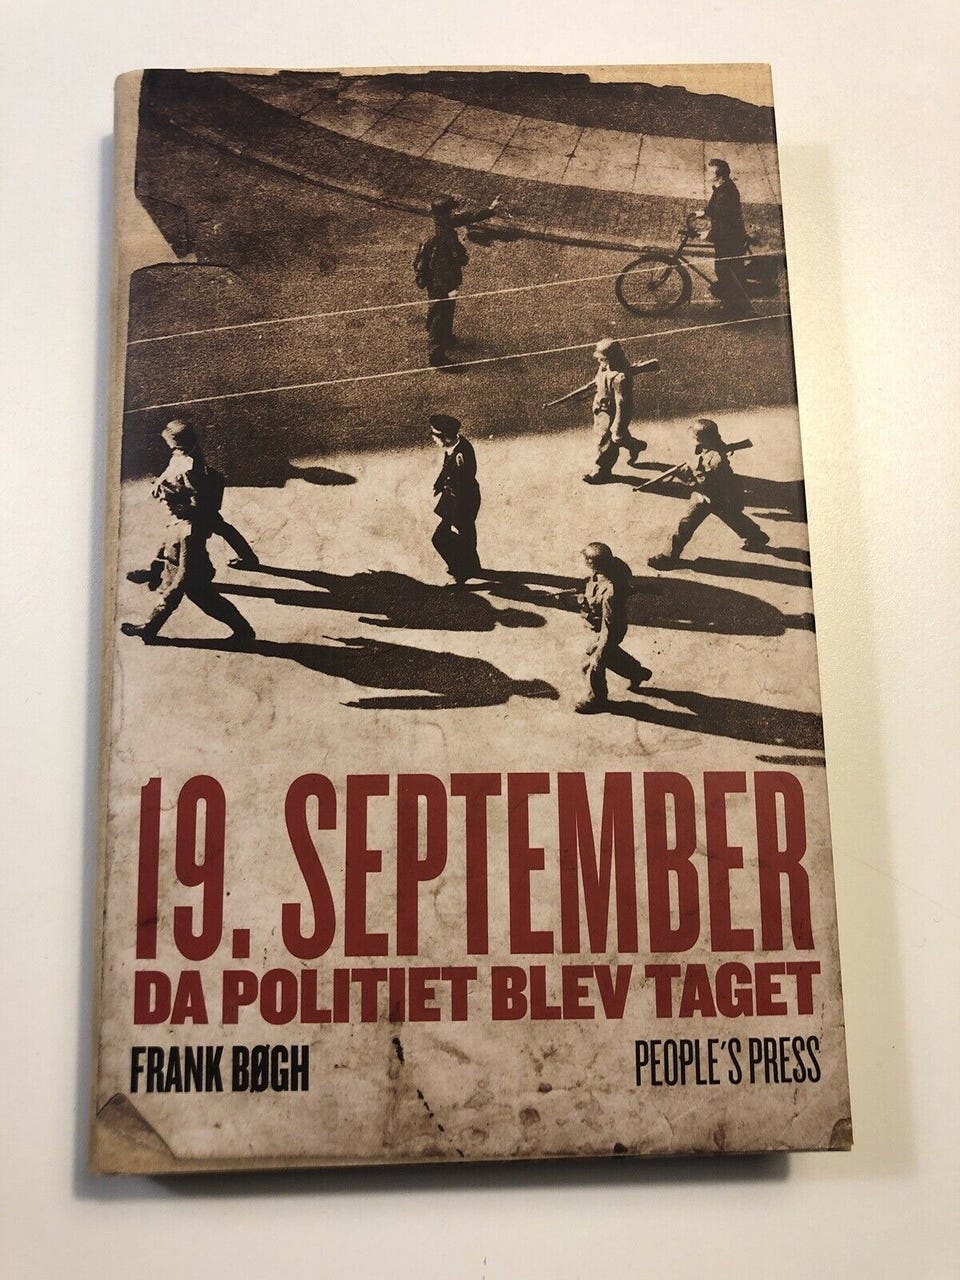 19. SEPTEMBER
DA POLITIET BLEV TAGET
FRANK BØGH
PEOPLE'S PRESS